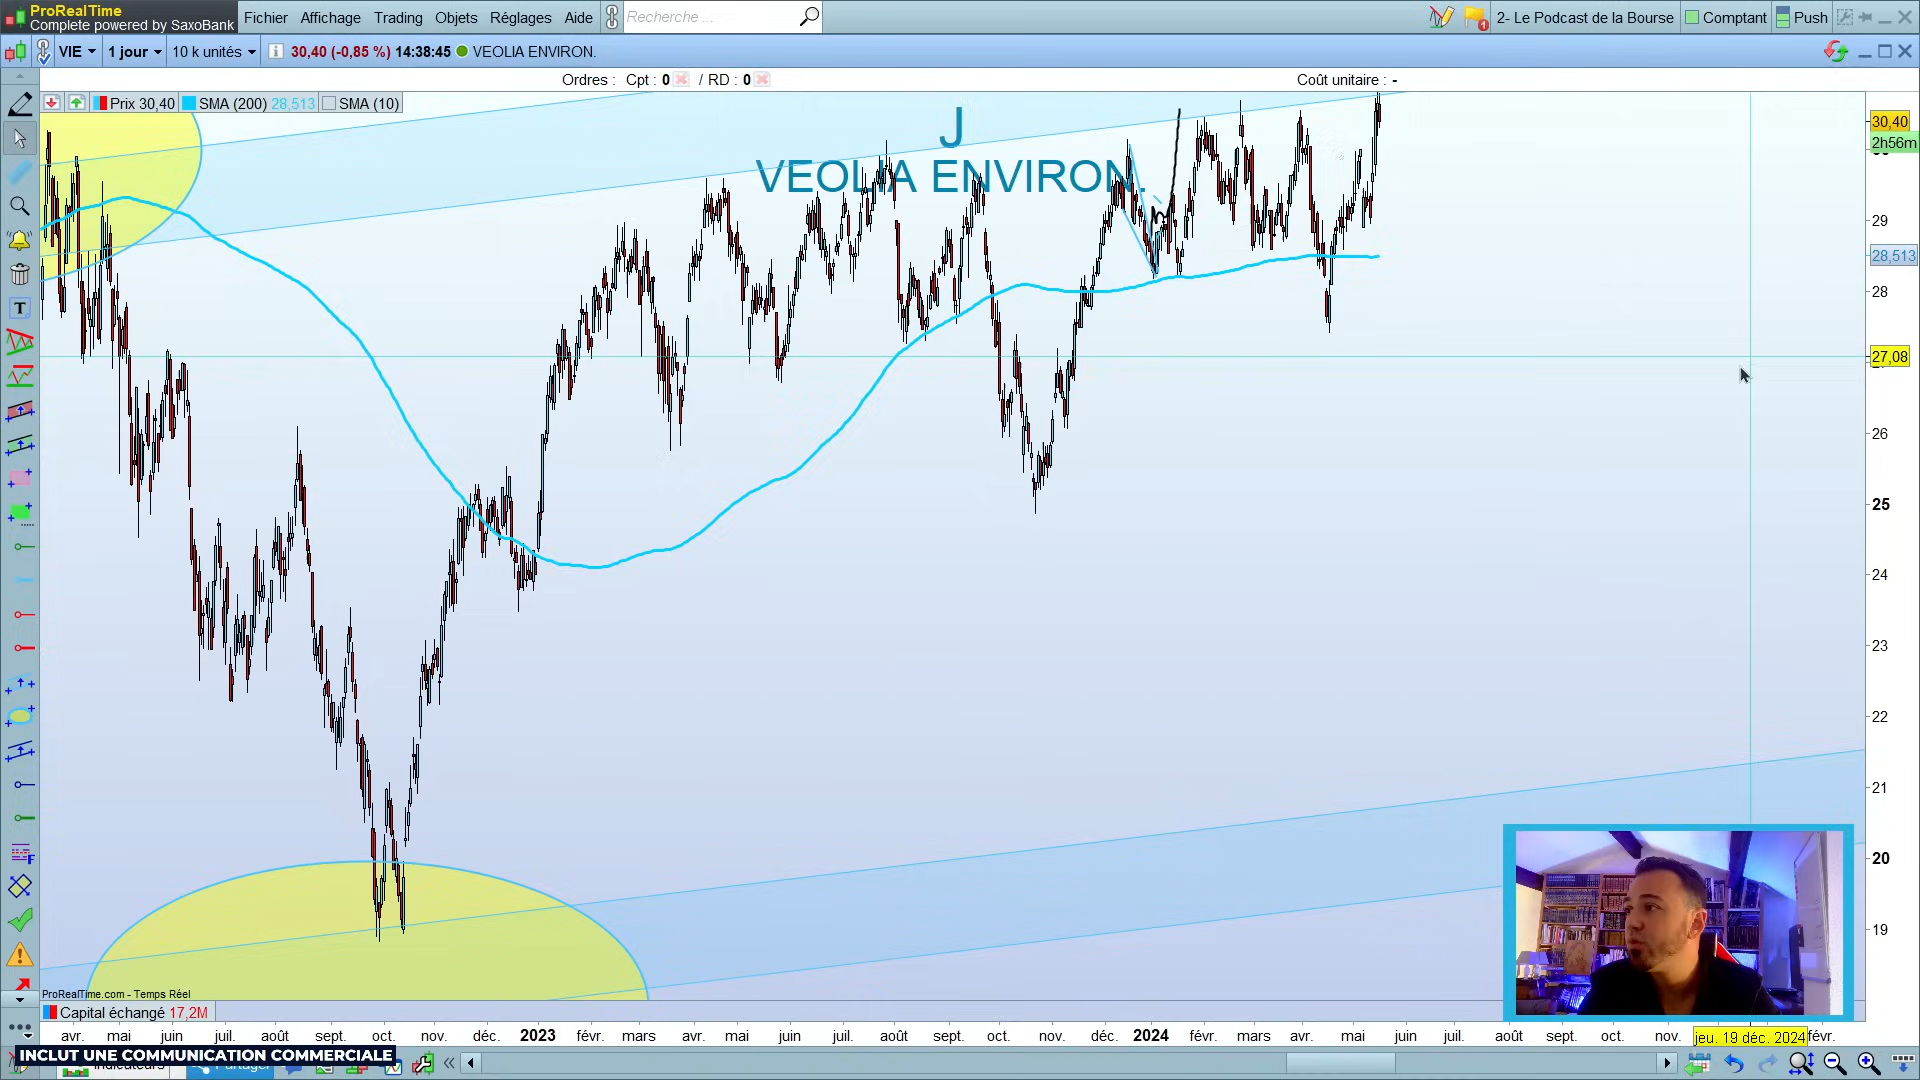 ProRealTime
Complete powered by SaxoBank
Fichier Affichage Trading Objets Réglages Aide
Recherche ...
2- Le Podcast de la Bourse
Comptant
Push
VIE
1 jour
10 k unités
30,40 (-0,85 %) 14:38:45
VEOLIA ENVIRON.
Ordres : Cpt : 0 / RD : 0
Coût unitaire : -
Prix 30,40
SMA (200) 28,513
SMA (10)
J
VEOLIA ENVIRON.
30,40
2h56m
29
28,513
28
27,08
26
25
24
23
22
21
20
19
ProRealTime.com - Temps Réel
Capital échangé 17,2M
avr. mai juin juil. août sept. oct. nov. déc. 2023 févr. mars avr. mai juin juil. août sept. oct. nov. déc. 2024 févr. mars avr. mai juin juil. août sept. oct. nov. jeu. 19 déc. 2024 févr.
INCLUT UNE COMMUNICATION COMMERCIALE
Indicateurs
Partager